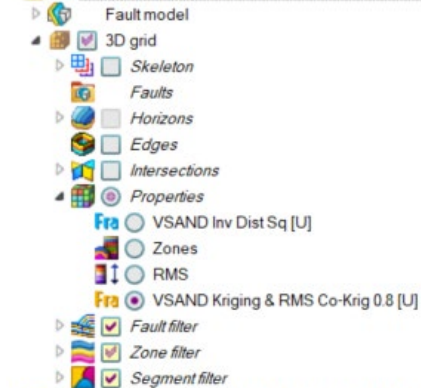 Fault model
3D grid
Skeleton
Faults
Horizons
Edges
Intersections
Properties
Fra VSAND Inv Dist Sq [U]
Zones
RMS
Fra VSAND Kriging & RMS Co-Krig 0.8 [U]
Fault filter
Zone filter
Segment filter